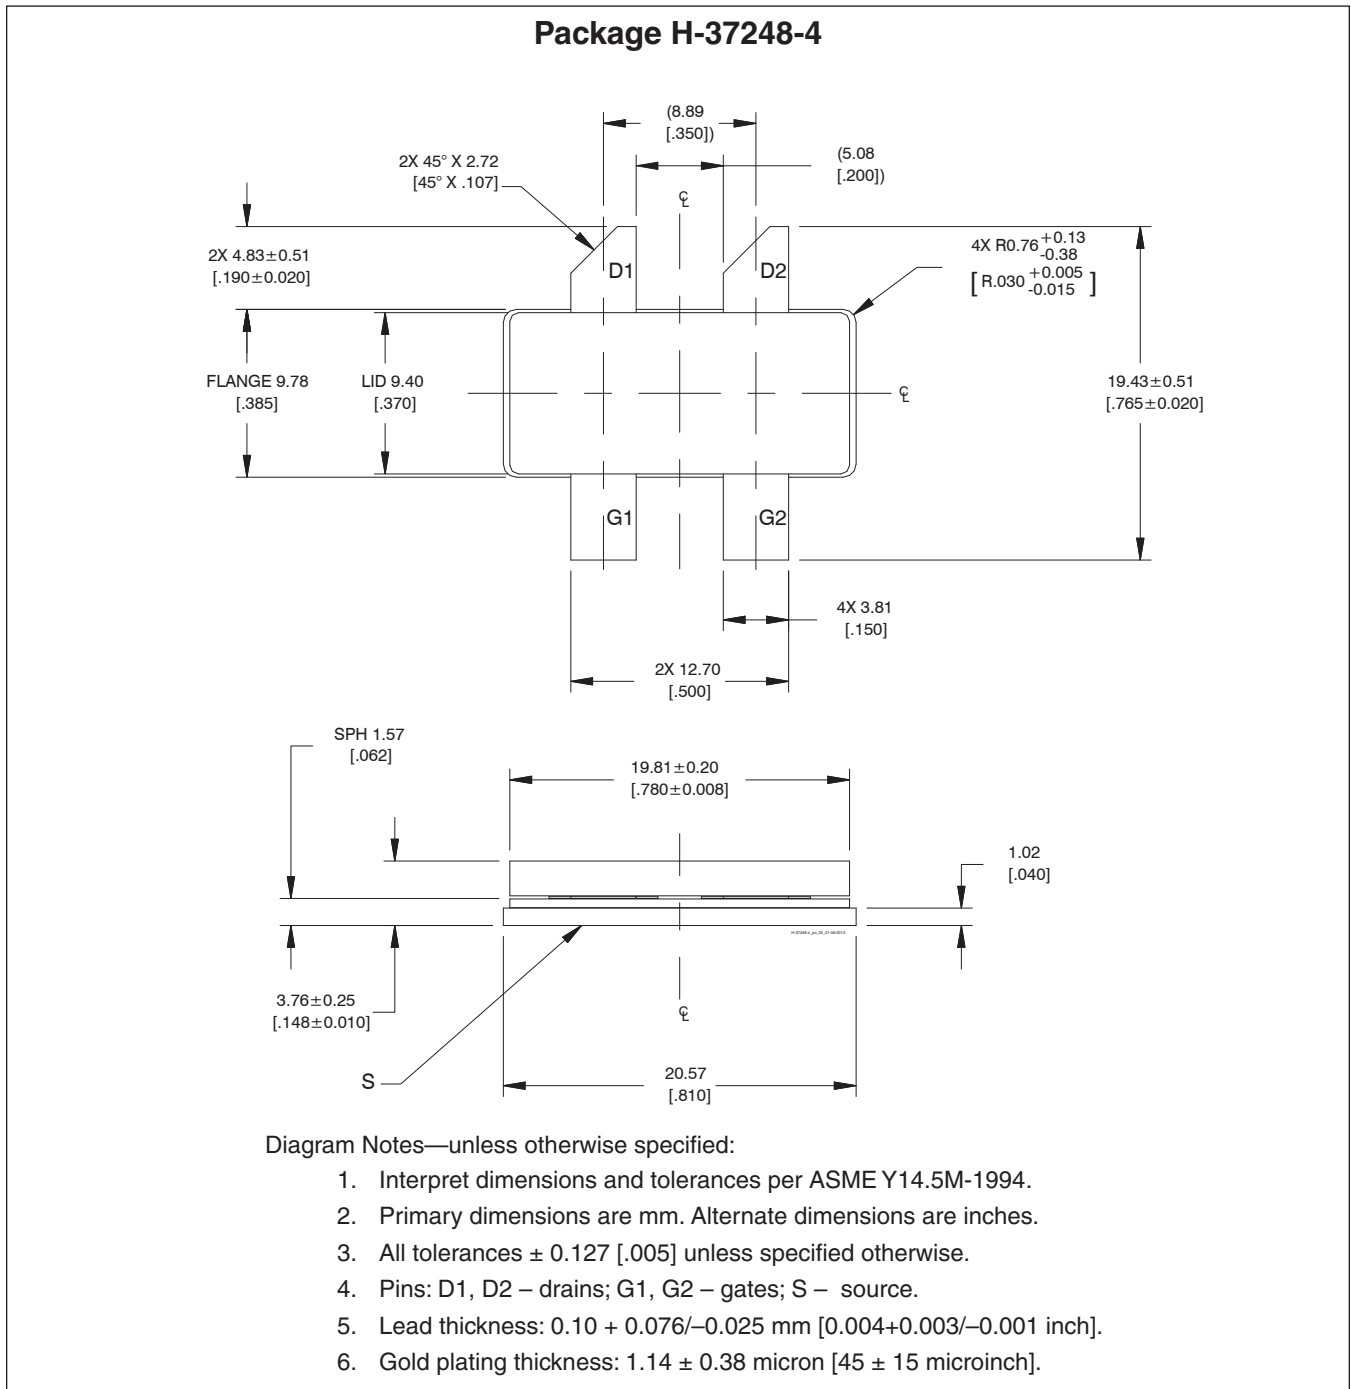 Package H-37248-4
(8.89
[.350])
2X 45° X 2.72
[45° X .107]
(5.08
[.200])
℄
2X 4.83±0.51
[.190±0.020]
4X R0.76 +0.13
-0.38
[ R.030 +0.005
-0.015 ]
D1
D2
FLANGE 9.78
[.385]
LID 9.40
[.370]
℄
19.43±0.51
[.765±0.020]
G1
G2
4X 3.81
[.150]
2X 12.70
[.500]
SPH 1.57
[.062]
19.81±0.20
[.780±0.008]
1.02
[.040]
3.76±0.25
[.148±0.010]
℄
S
20.57
[.810]
Diagram Notes—unless otherwise specified:
1. Interpret dimensions and tolerances per ASME Y14.5M-1994.
2. Primary dimensions are mm. Alternate dimensions are inches.
3. All tolerances ± 0.127 [.005] unless specified otherwise.
4. Pins: D1, D2 – drains; G1, G2 – gates; S – source.
5. Lead thickness: 0.10 + 0.076/–0.025 mm [0.004+0.003/–0.001 inch].
6. Gold plating thickness: 1.14 ± 0.38 micron [45 ± 15 microinch].